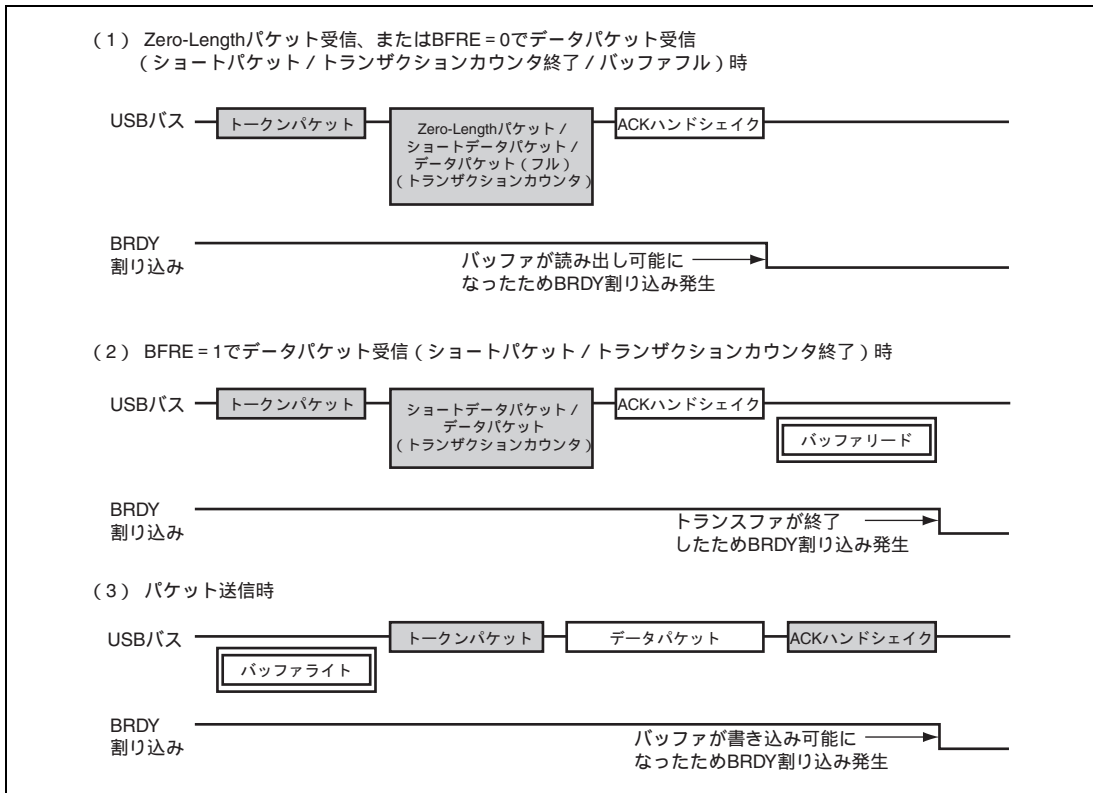 （1） Zero-Lengthパケット受信、またはBFRE = 0でデータパケット受信
（ショートパケット / トランザクションカウンタ終了 / バッファフル）時
USBバス
トークンパケット
Zero-Lengthパケット /
ショートデータパケット /
データパケット（フル）
（トランザクションカウンタ）
ACKハンドシェイク
BRDY
割り込み
バッファが読み出し可能に
なったためBRDY割り込み発生
（2） BFRE = 1でデータパケット受信（ショートパケット / トランザクションカウンタ終了）時
USBバス
トークンパケット
ショートデータパケット /
データパケット
（トランザクションカウンタ）
ACKハンドシェイク
バッファリード
BRDY
割り込み
トランスファが終了
したためBRDY割り込み発生
（3） パケット送信時
USBバス
トークンパケット
データパケット
ACKハンドシェイク
バッファライト
BRDY
割り込み
バッファが書き込み可能に
なったためBRDY割り込み発生